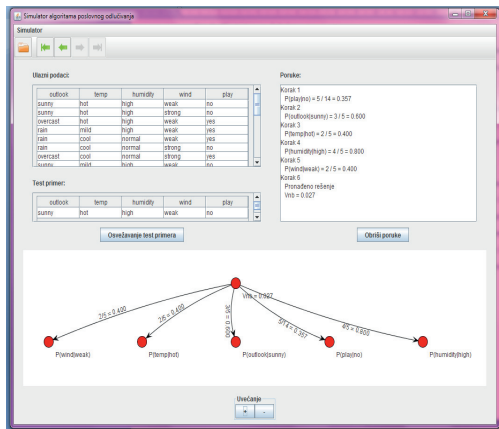 Simulator algoritama poslovnog odlučivanja
Simulator
Ulazni podaci:
outlook temp humidity wind play
sunny hot high weak no
sunny hot high strong no
overcast hot high weak yes
rain mild high weak yes
rain cool normal weak yes
rain cool normal strong no
overcast cool normal strong yes
sunny mild high weak no
Test primer:
outlook temp humidity wind play
sunny hot high weak no
Osvežavanje test primera
Poruke:
Korak 1
P(play|no) = 5 / 14 = 0.357
Korak 2
P(outlook|sunny) = 3 / 5 = 0.600
Korak 3
P(temp|hot) = 2 / 5 = 0.400
Korak 4
P(humidity|high) = 4 / 5 = 0.800
Korak 5
P(wind|weak) = 2 / 5 = 0.400
Korak 6
Pronađeno rešenje
Vnb = 0.027
Obriši poruke
Vnb = 0.027
2/5 = 0.400
2/5 = 0.400
3/5 = 0.600
5/14 = 0.357
4/5 = 0.800
P(wind|weak)
P(temp|hot)
P(outlook|sunny)
P(play|no)
P(humidity|high)
Uvećanje
+ -